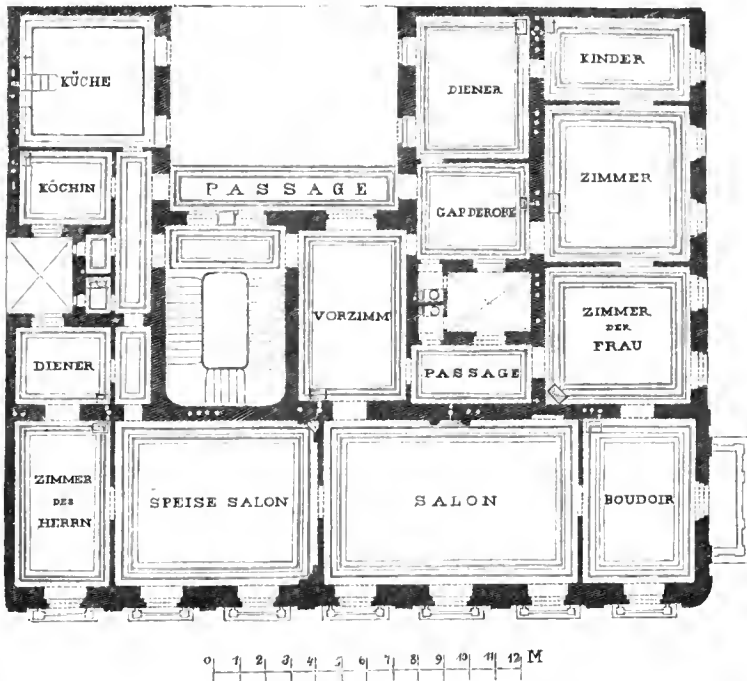 KÜCHE
DIENER
KINDER
KÖCHIN
PASSAGE
GARDEROBE
ZIMMER
DIENER
VORZIMM
PASSAGE
ZIMMER
DER
FRAU
ZIMMER
DES
HERRN
SPEISE SALON
SALON
BOUDOIR
0 1 2 3 4 5 6 7 8 9 10 11 12 M